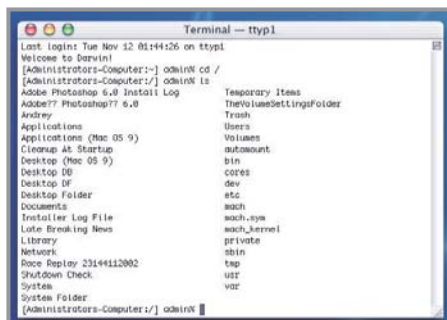 Terminal — ttyp1
Last login: Tue Nov 12 01:44:26 on ttyp1
Welcome to Darwin!
[Administrators-Computer:~] admin% cd /
[Administrators-Computer:/] admin% ls
Adobe Photoshop 6.0 Install Log Temporary Items
Adobe?? Photoshop?? 6.0 TheVolumeSettingsFolder
Andrey Trash
Applications Users
Applications (Mac OS 9) Volumes
Cleanup At Startup automount
Desktop (Mac OS 9) bin
Desktop DB cores
Desktop DF dev
Desktop Folder etc
Documents mach
Installer Log File mach.sym
Late Breaking News mach_kernel
Library private
Network sbin
Race Replay 23144112002 tmp
Shutdown Check usr
System var
System Folder
[Administrators-Computer:/] admin%